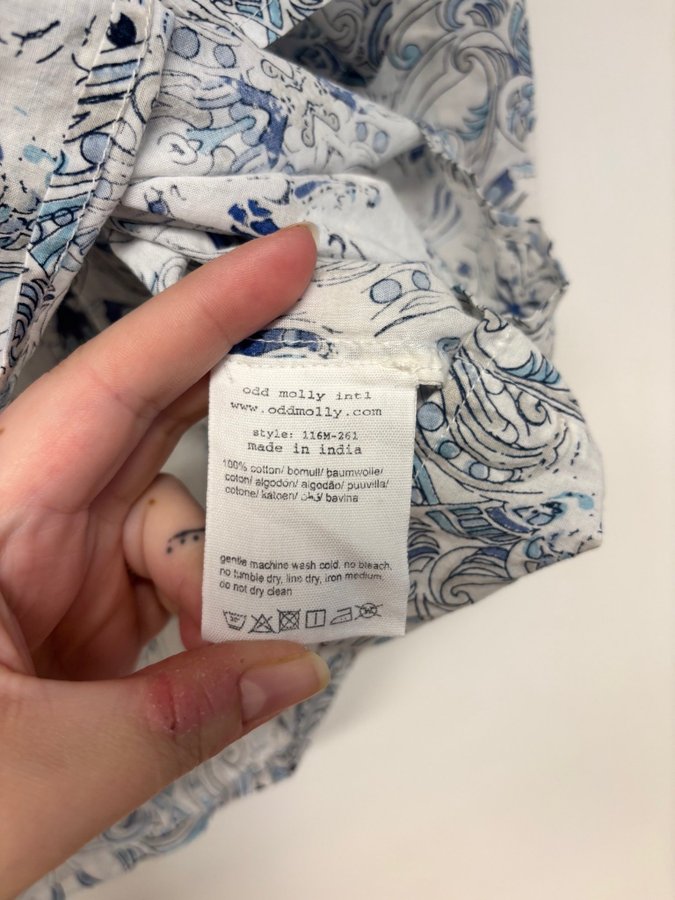 odd molly intl
www.oddmolly.com
style: 116M-261
made in india
100% cotton/ bomull/ baumwolle/
coton/ algodón/ algodão/ puuvilla/
cotone/ katoen/ bavlna
gentle machine wash cold, no bleach,
no tumble dry, line dry, iron medium,
do not dry clean
30°